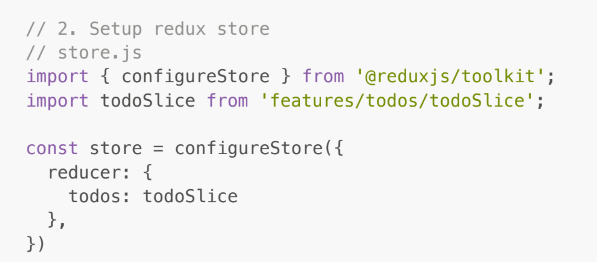 // 2. Setup redux store
// store.js
import { configureStore } from '@reduxjs/toolkit';
import todoSlice from 'features/todos/todoSlice';

const store = configureStore({
  reducer: {
    todos: todoSlice
  },
})